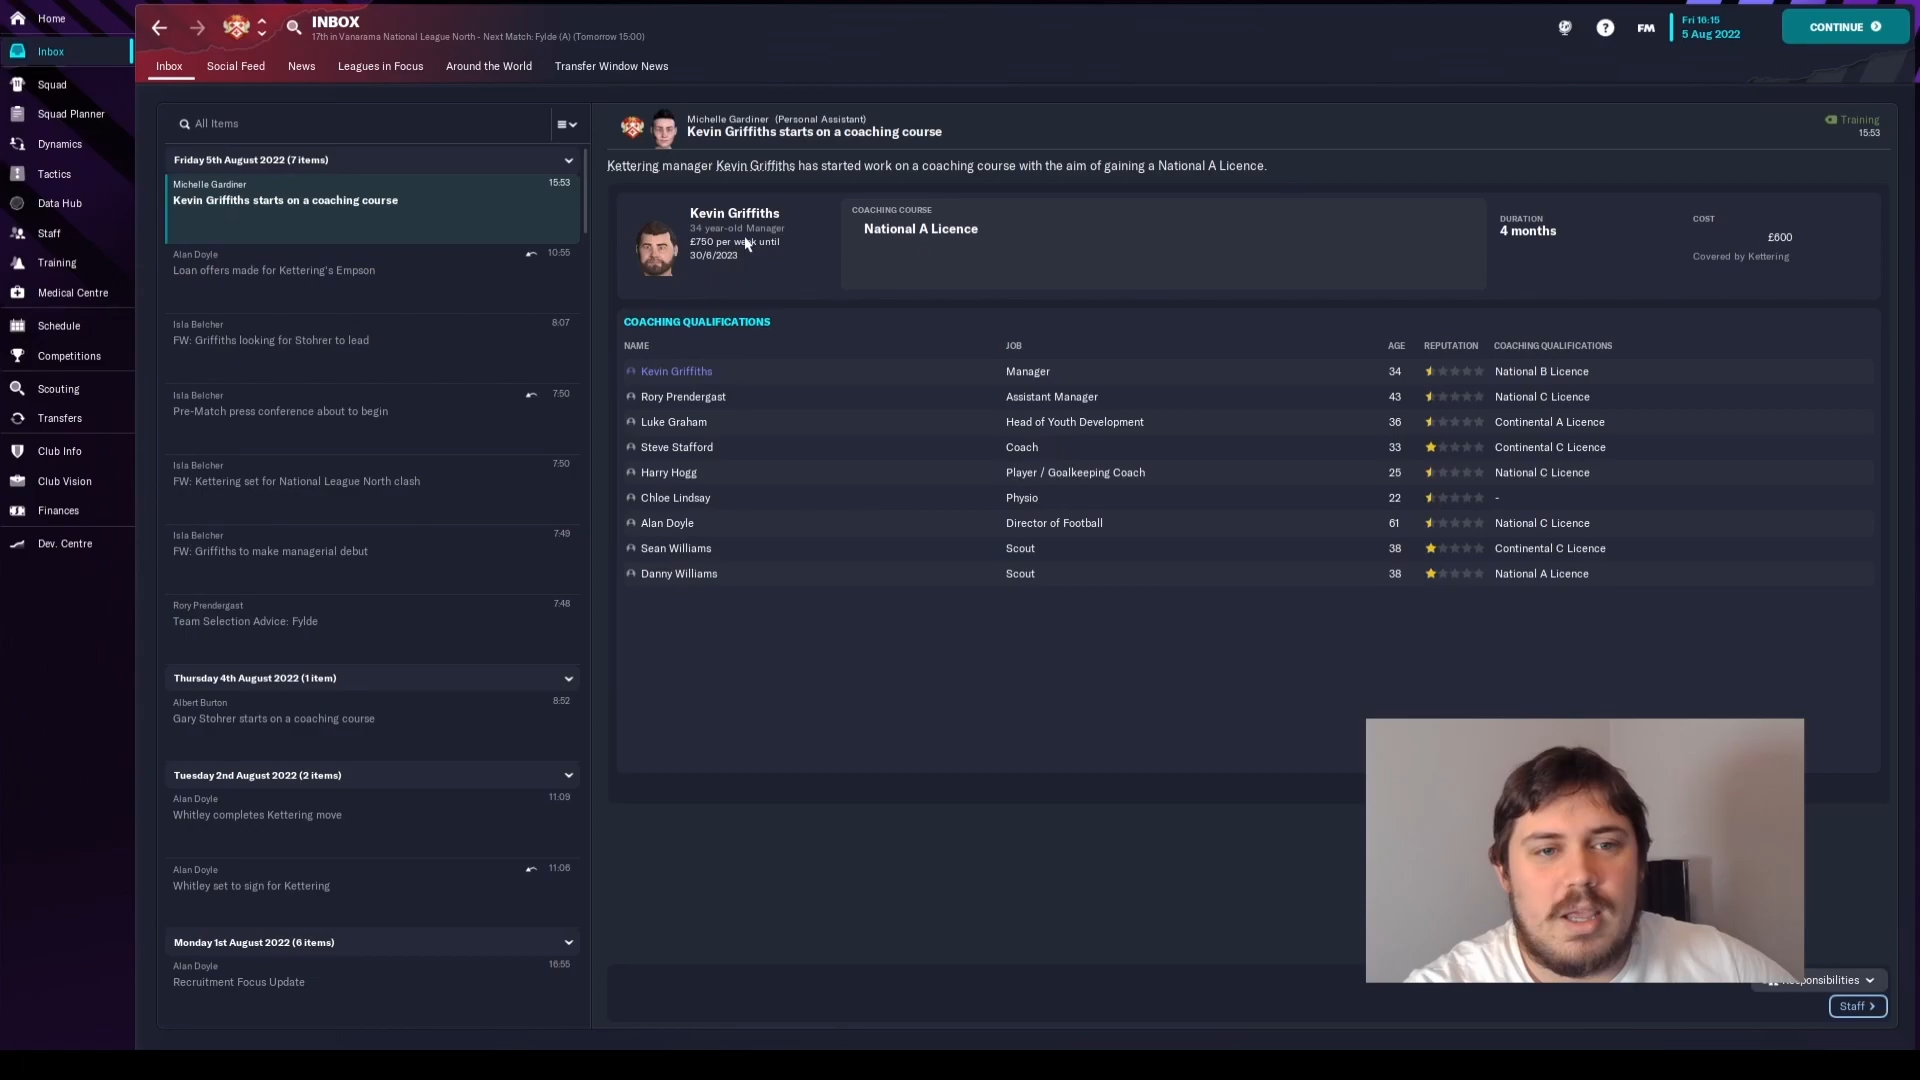 Home
Inbox
Squad
Squad Planner
Dynamics
Tactics
Data Hub
Staff
Training
Medical Centre
Schedule
Competitions
Scouting
Transfers
Club Info
Club Vision
Finances
Dev. Centre
INBOX
17th in Vanarama National League North - Next Match: Fylde (A) (Tomorrow 15:00)
FM
Fri 16:15
5 Aug 2022
CONTINUE
Inbox Social Feed News Leagues in Focus Around the World Transfer Window News
All Items
Friday 5th August 2022 (7 items)
Michelle Gardiner 15:53
Kevin Griffiths starts on a coaching course
Alan Doyle 10:55
Loan offers made for Kettering's Empson
Isla Belcher 8:07
FW: Griffiths looking for Stohrer to lead
Isla Belcher 7:50
Pre-Match press conference about to begin
Isla Belcher 7:50
FW: Kettering set for National League North clash
Isla Belcher 7:49
FW: Griffiths to make managerial debut
Rory Prendergast 7:48
Team Selection Advice: Fylde
Thursday 4th August 2022 (1 item)
Albert Burton 8:52
Gary Stohrer starts on a coaching course
Tuesday 2nd August 2022 (2 items)
Alan Doyle 11:09
Whitley completes Kettering move
Alan Doyle 11:06
Whitley set to sign for Kettering
Monday 1st August 2022 (6 items)
Alan Doyle 16:55
Recruitment Focus Update
Michelle Gardiner (Personal Assistant)
Kevin Griffiths starts on a coaching course
Training
15:53
Kettering manager Kevin Griffiths has started work on a coaching course with the aim of gaining a National A Licence.
Kevin Griffiths
34 year-old Manager
£750 per week until
30/6/2023
COACHING COURSE
National A Licence
DURATION
4 months
COST
£600
Covered by Kettering
COACHING QUALIFICATIONS
NAME JOB AGE REPUTATION COACHING QUALIFICATIONS
Kevin Griffiths Manager 34 National B Licence
Rory Prendergast Assistant Manager 43 National C Licence
Luke Graham Head of Youth Development 36 Continental A Licence
Steve Stafford Coach 33 Continental C Licence
Harry Hogg Player / Goalkeeping Coach 25 National C Licence
Chloe Lindsay Physio 22 -
Alan Doyle Director of Football 61 National C Licence
Sean Williams Scout 38 Continental C Licence
Danny Williams Scout 38 National A Licence
sponsibilities
Staff